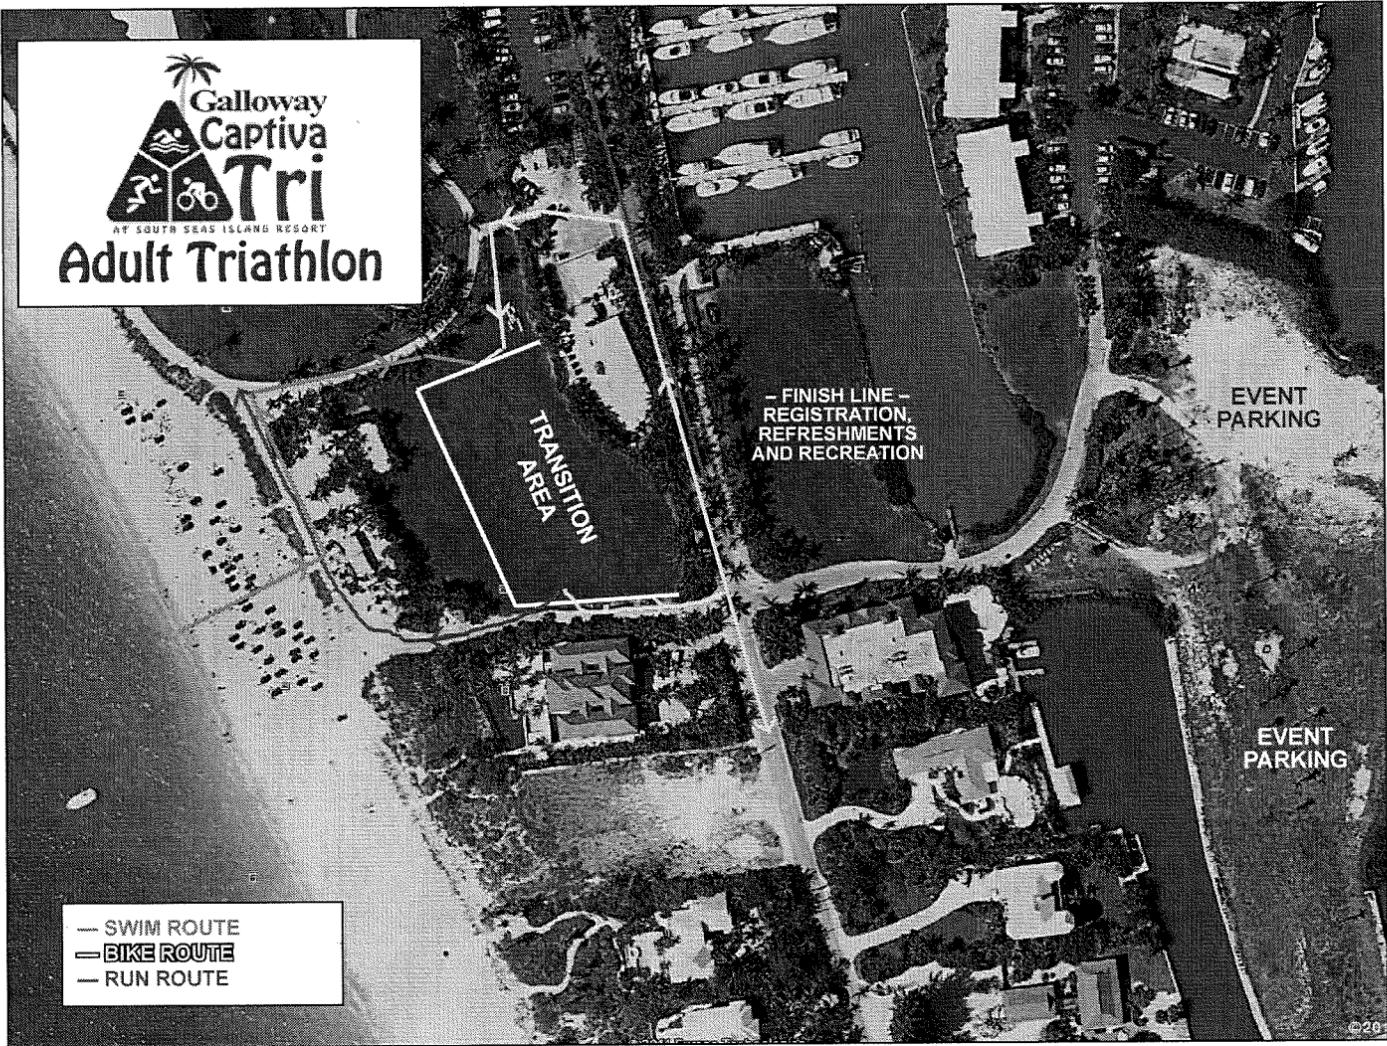 Galloway
Captiva
Tri
AT SOUTH SEAS ISLAND RESORT
Adult Triathlon
– FINISH LINE –
REGISTRATION,
REFRESHMENTS
AND RECREATION
EVENT
PARKING
TRANSITION
AREA
EVENT
PARKING
SWIM ROUTE
BIKE ROUTE
RUN ROUTE
©201